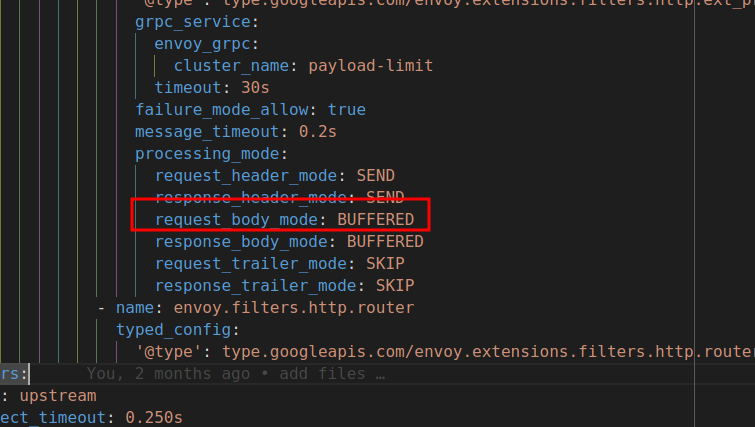 '@type': type.googleapis.com/envoy.extensions.filters.http.ext_p
grpc_service:
envoy_grpc:
cluster_name: payload-limit
timeout: 30s
failure_mode_allow: true
message_timeout: 0.2s
processing_mode:
request_header_mode: SEND
response_header_mode: SEND
request_body_mode: BUFFERED
response_body_mode: BUFFERED
request_trailer_mode: SKIP
response_trailer_mode: SKIP
- name: envoy.filters.http.router
typed_config:
'@type': type.googleapis.com/envoy.extensions.filters.http.route
rs: You, 2 months ago • add files …
: upstream
ect_timeout: 0.250s